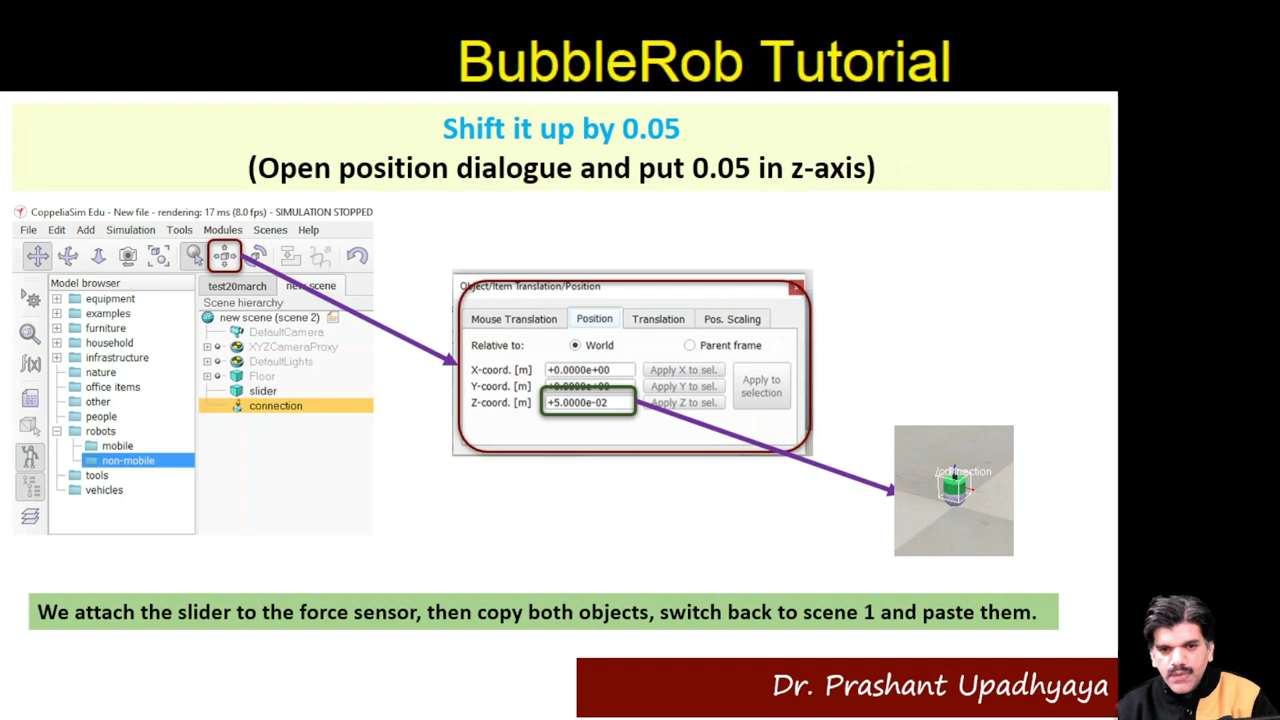 BubbleRob Tutorial
Shift it up by 0.05
(Open position dialogue and put 0.05 in z-axis)
CoppeliaSim Edu - New file - rendering: 17 ms (8.0 fps) - SIMULATION STOPPED
File Edit Add Simulation Tools Modules Scenes Help
Model browser
equipment
examples
furniture
household
infrastructure
nature
office items
other
people
robots
mobile
non-mobile
tools
vehicles
test20march new scene
Scene hierarchy
new scene (scene 2)
DefaultCamera
XYZCameraProxy
DefaultLights
Floor
slider
connection
Object/Item Translation/Position
Mouse Translation Position Translation Pos. Scaling
Relative to: World Parent frame
X-coord. [m] +0.0000e+00 Apply X to sel.
Y-coord. [m] +0.0000e+00 Apply Y to sel.
Z-coord. [m] +5.0000e-02 Apply Z to sel.
Apply to
selection
/connection
We attach the slider to the force sensor, then copy both objects, switch back to scene 1 and paste them.
Dr. Prashant Upadhyaya